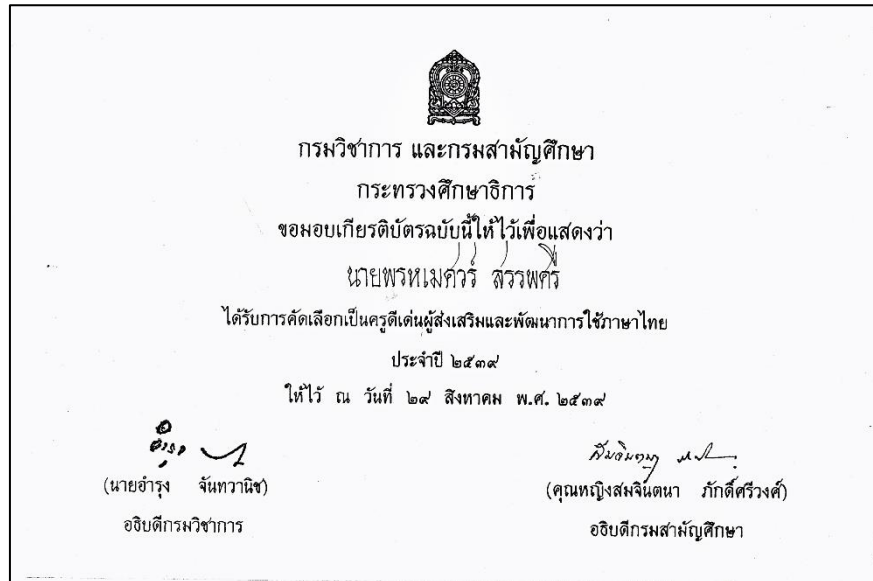 กรมวิชาการ และกรมสามัญศึกษา
กระทรวงศึกษาธิการ
ขอมอบเกียรติบัตรฉบับนี้ให้ไว้เพื่อแสดงว่า
นายพรหเมศวร์ สรรพศรี
ได้รับการคัดเลือกเป็นครูดีเด่นผู้ส่งเสริมและพัฒนาการใช้ภาษาไทย
ประจำปี ๒๕๓๙
ให้ไว้ ณ วันที่ ๒๙ สิงหาคม พ.ศ. ๒๕๓๙
(นายอำรุง จันทวานิช)
อธิบดีกรมวิชาการ
(คุณหญิงสมจินตนา ภักดิ์ศรีวงศ์)
อธิบดีกรมสามัญศึกษา